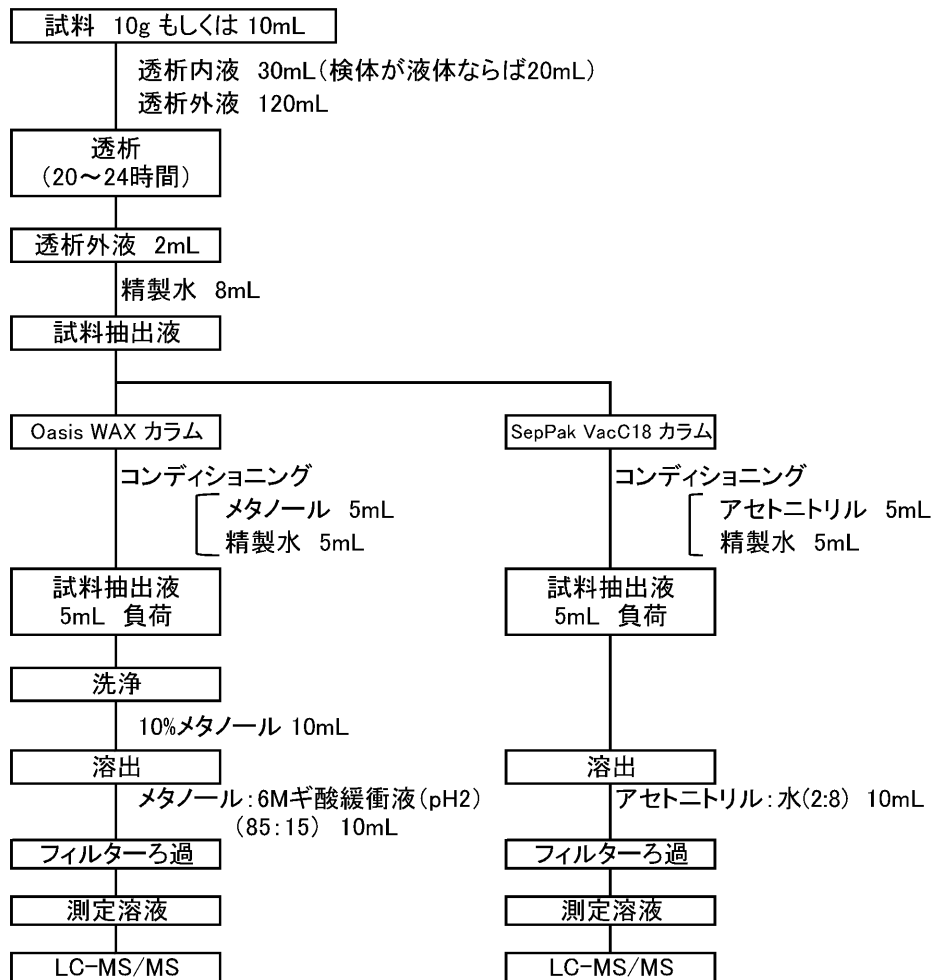 試料 10g もしくは 10mL
透析内液 30mL(検体が液体ならば20mL)
透析外液 120mL
透析
(20～24時間)
透析外液 2mL
精製水 8mL
試料抽出液
Oasis WAX カラム
コンディショニング
メタノール 5mL
精製水 5mL
試料抽出液
5mL 負荷
洗浄
10%メタノール 10mL
溶出
メタノール:6Mギ酸緩衝液(pH2)
(85:15) 10mL
フィルターろ過
測定溶液
LC-MS/MS
SepPak VacC18 カラム
コンディショニング
アセトニトリル 5mL
精製水 5mL
試料抽出液
5mL 負荷
溶出
アセトニトリル:水(2:8) 10mL
フィルターろ過
測定溶液
LC-MS/MS